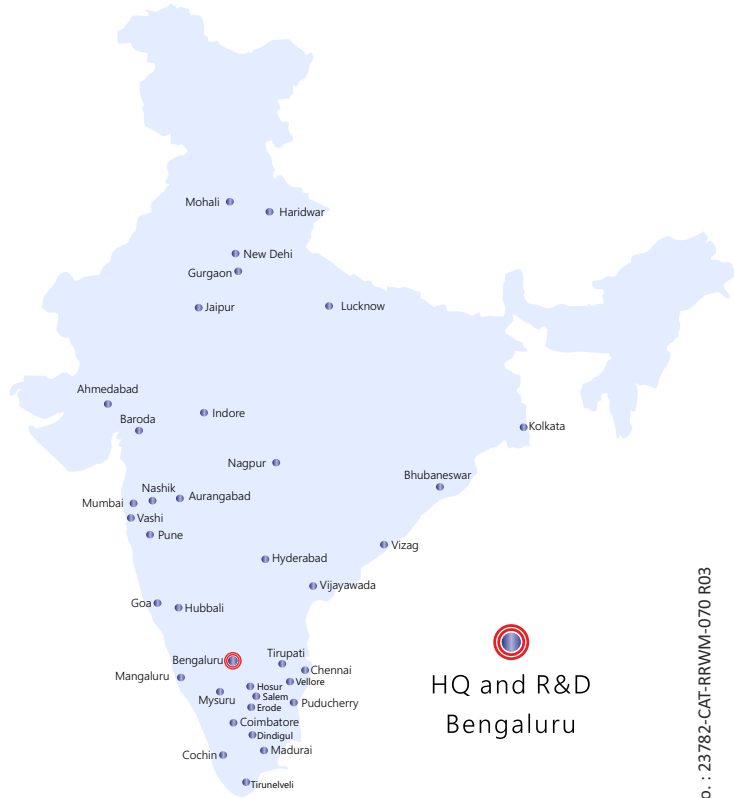 Mohali
Haridwar
New Dehi
Gurgaon
Jaipur
Lucknow
Ahmedabad
Baroda
Indore
Kolkata
Nagpur
Bhubaneswar
Nashik
Mumbai
Aurangabad
Vashi
Pune
Vizag
Hyderabad
Vijayawada
Goa
Hubbali
Bengaluru
Tirupati
Chennai
Mangaluru
Vellore
Hosur
Mysuru
Salem
Puducherry
Erode
Coimbatore
Dindigul
Madurai
Cochin
Tirunelveli
HQ and R&D
Bengaluru
o. : 23782-CAT-RRWM-070 R03